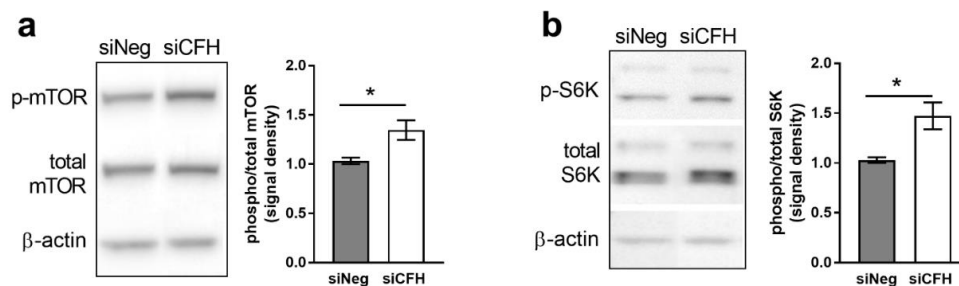 a
siNeg siCFH
p-mTOR
total
mTOR
β-actin
phospho/total mTOR
(signal density)
2.0
1.5
1.0
0.5
0.0
*
siNeg siCFH
b
siNeg siCFH
p-S6K
total
S6K
β-actin
phospho/total S6K
(signal density)
2.0
1.5
1.0
0.5
0.0
*
siNeg siCFH